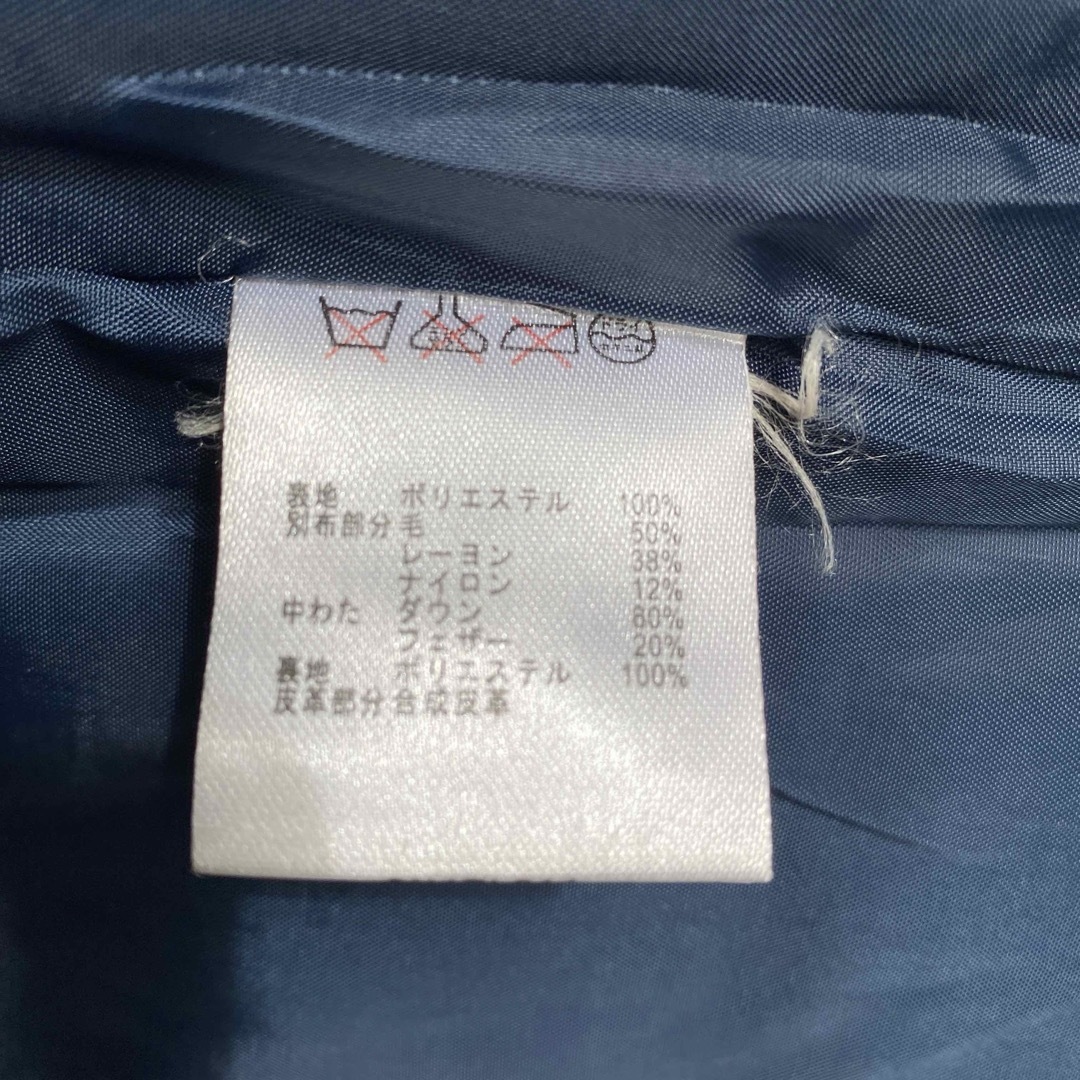 表地 ポリエステル 100%
別布部分 毛 50%
レーヨン 38%
ナイロン 12%
中わた ダウン 80%
フェザー 20%
裏地 ポリエステル 100%
皮革部分 合成皮革